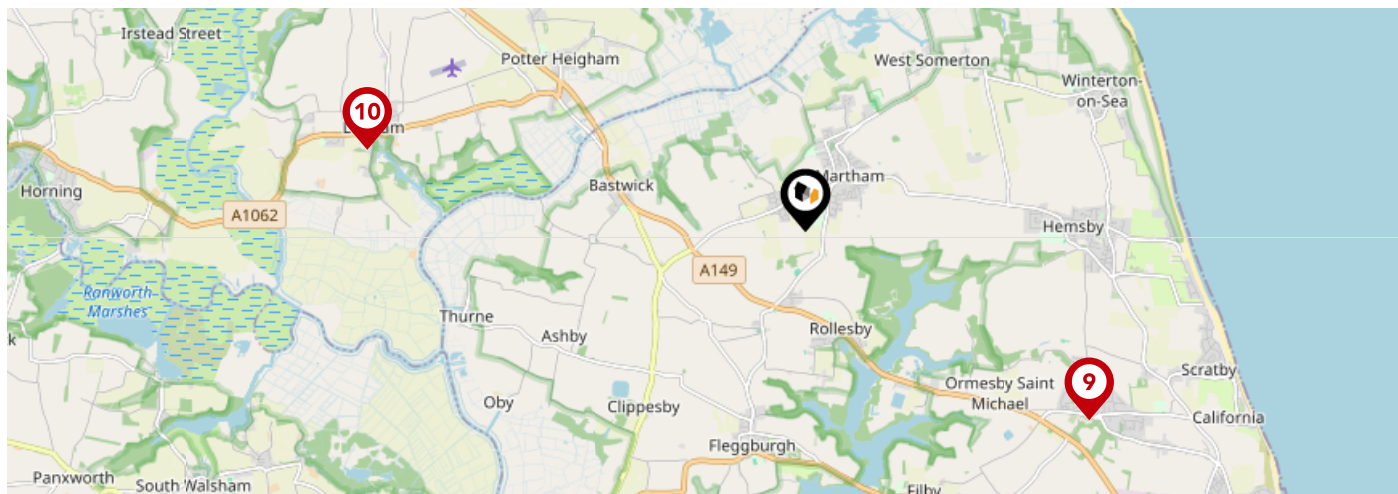 Irstead Street
Potter Heigham
West Somerton
Winterton-
on-Sea
10
Horning
Bastwick
Martham
A1062
Hemsby
A149
Ranworth
Marshes
Thurne
Ashby
Rollesby
Scratby
9
Ormesby Saint
Michael
Oby
Clippesby
California
Fleggburgh
Panxworth
South Walsham
Filby